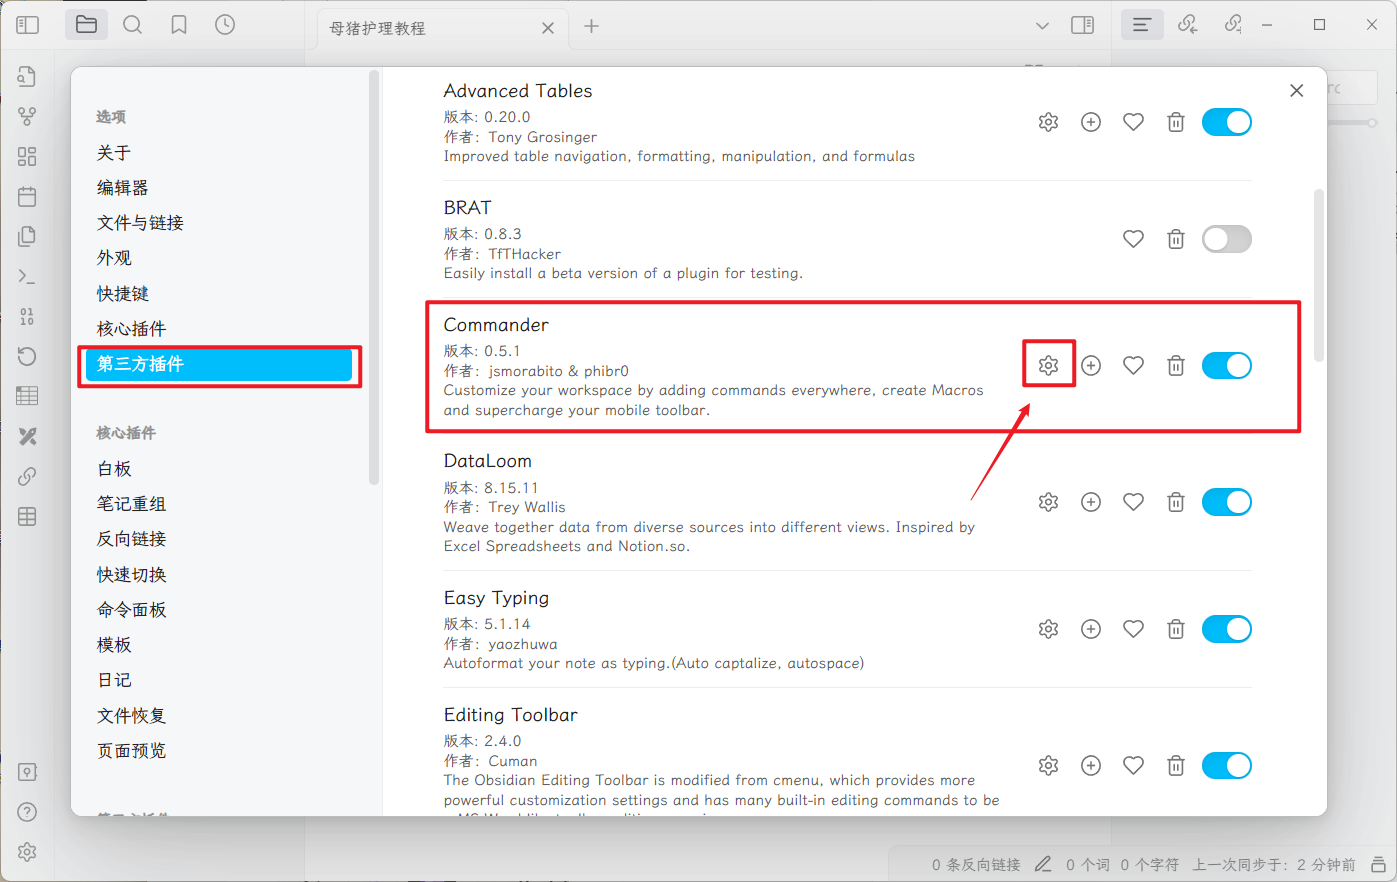 母猪护理教程
选项
关于
编辑器
文件与链接
外观
快捷键
核心插件
第三方插件
核心插件
白板
笔记重组
反向链接
快速切换
命令面板
模板
日记
文件恢复
页面预览
Advanced Tables
版本: 0.20.0
作者: Tony Grosinger
Improved table navigation, formatting, manipulation, and formulas
BRAT
版本: 0.8.3
作者: TfTHacker
Easily install a beta version of a plugin for testing.
Commander
版本: 0.5.1
作者: jsmorabito & phibr0
Customize your workspace by adding commands everywhere, create Macros
and supercharge your mobile toolbar.
DataLoom
版本: 8.15.11
作者: Trey Wallis
Weave together data from diverse sources into different views. Inspired by
Excel Spreadsheets and Notion.so.
Easy Typing
版本: 5.1.14
作者: yaozhuwa
Autoformat your note as typing.(Auto captalize, autospace)
Editing Toolbar
版本: 2.4.0
作者: Cuman
The Obsidian Editing Toolbar is modified from cmenu, which provides more
powerful customization settings and has many built-in editing commands to be
0 条反向链接 0 个词 0 个字符 上一次同步于: 2 分钟前